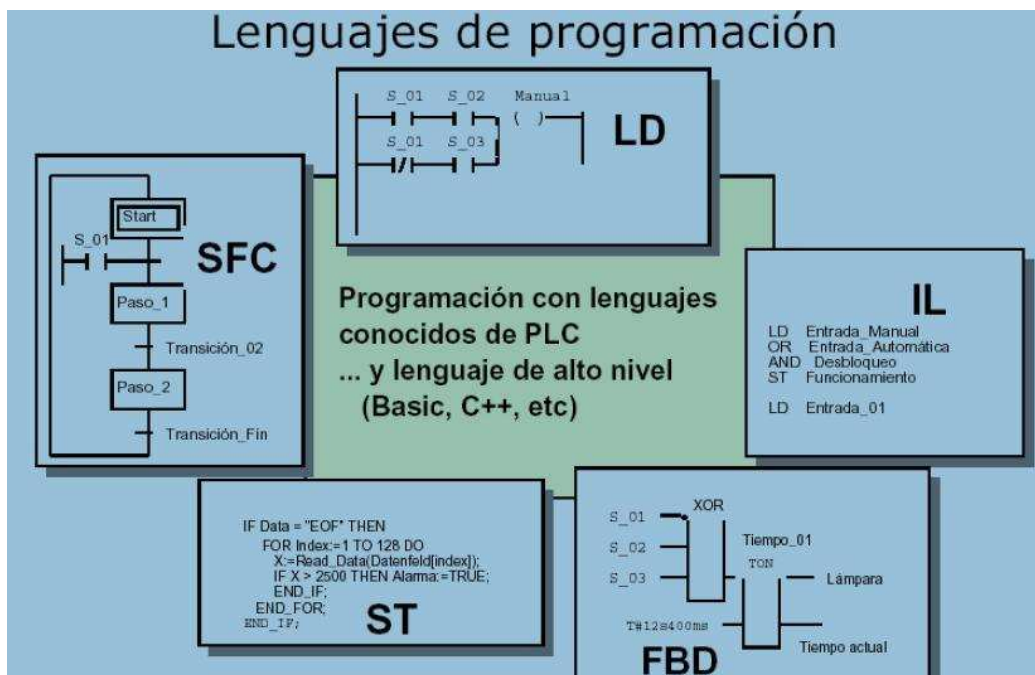 Lenguajes de programación
S_01 S_02 Manual
( )
S_01 S_03
LD
Start
S_01
SFC
Paso_1
Transición_02
Paso_2
Transición_Fín
Programación con lenguajes
conocidos de PLC
... y lenguaje de alto nivel
(Basic, C++, etc)
IL
LD Entrada_Manual
OR Entrada_Automática
AND Desbloqueo
ST Funcionamiento
LD Entrada_01
IF Data = "EOF" THEN
FOR Index:=1 TO 128 DO
X:=Read_Data(Datenfeld[index]);
IF X > 2500 THEN Alarma:=TRUE;
END_IF;
END_FOR;
END_IF;
ST
XOR
S_01
S_02
S_03
Tiempo_01
TON
Lámpara
T#12s400ms
Tiempo actual
FBD